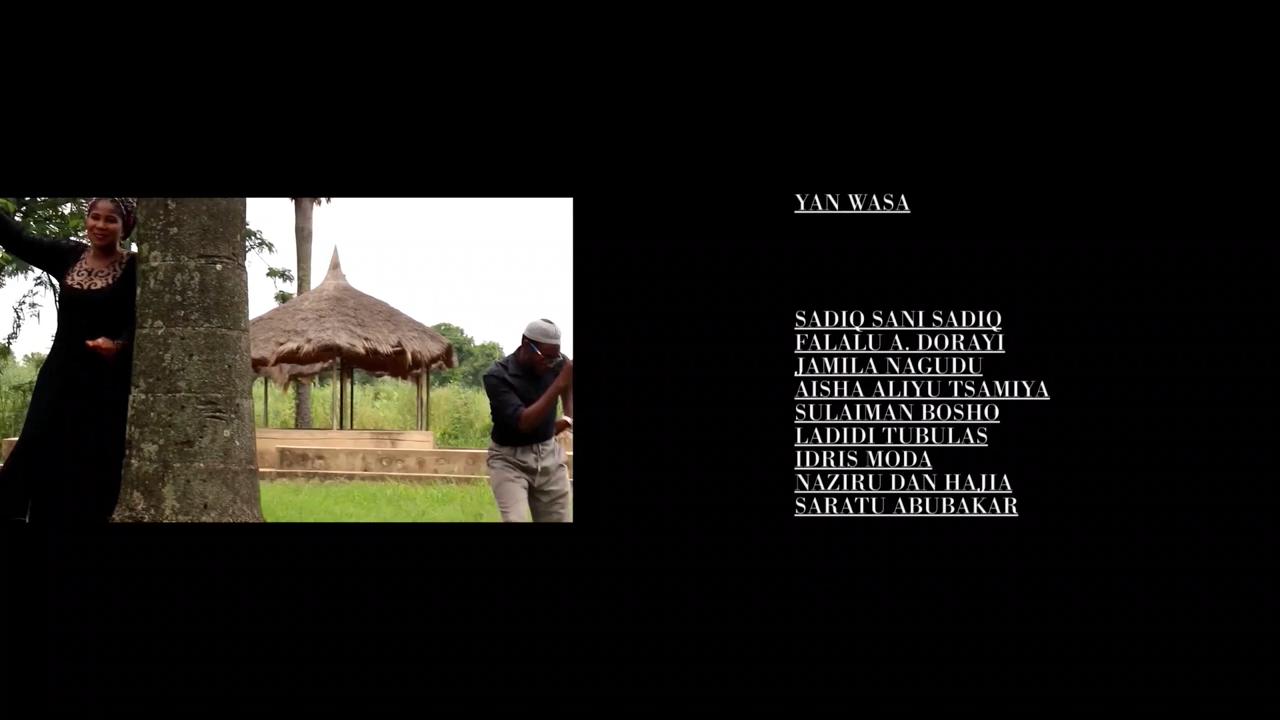 YAN WASA
SADIQ SANI SADIQ
FALALU A. DORAYI
JAMILA NAGUDU
AISHA ALIYU TSAMIYA
SULAIMAN BOSHO
LADIDI TUBULAS
IDRIS MODA
NAZIRU DAN HAJIA
SARATU ABUBAKAR